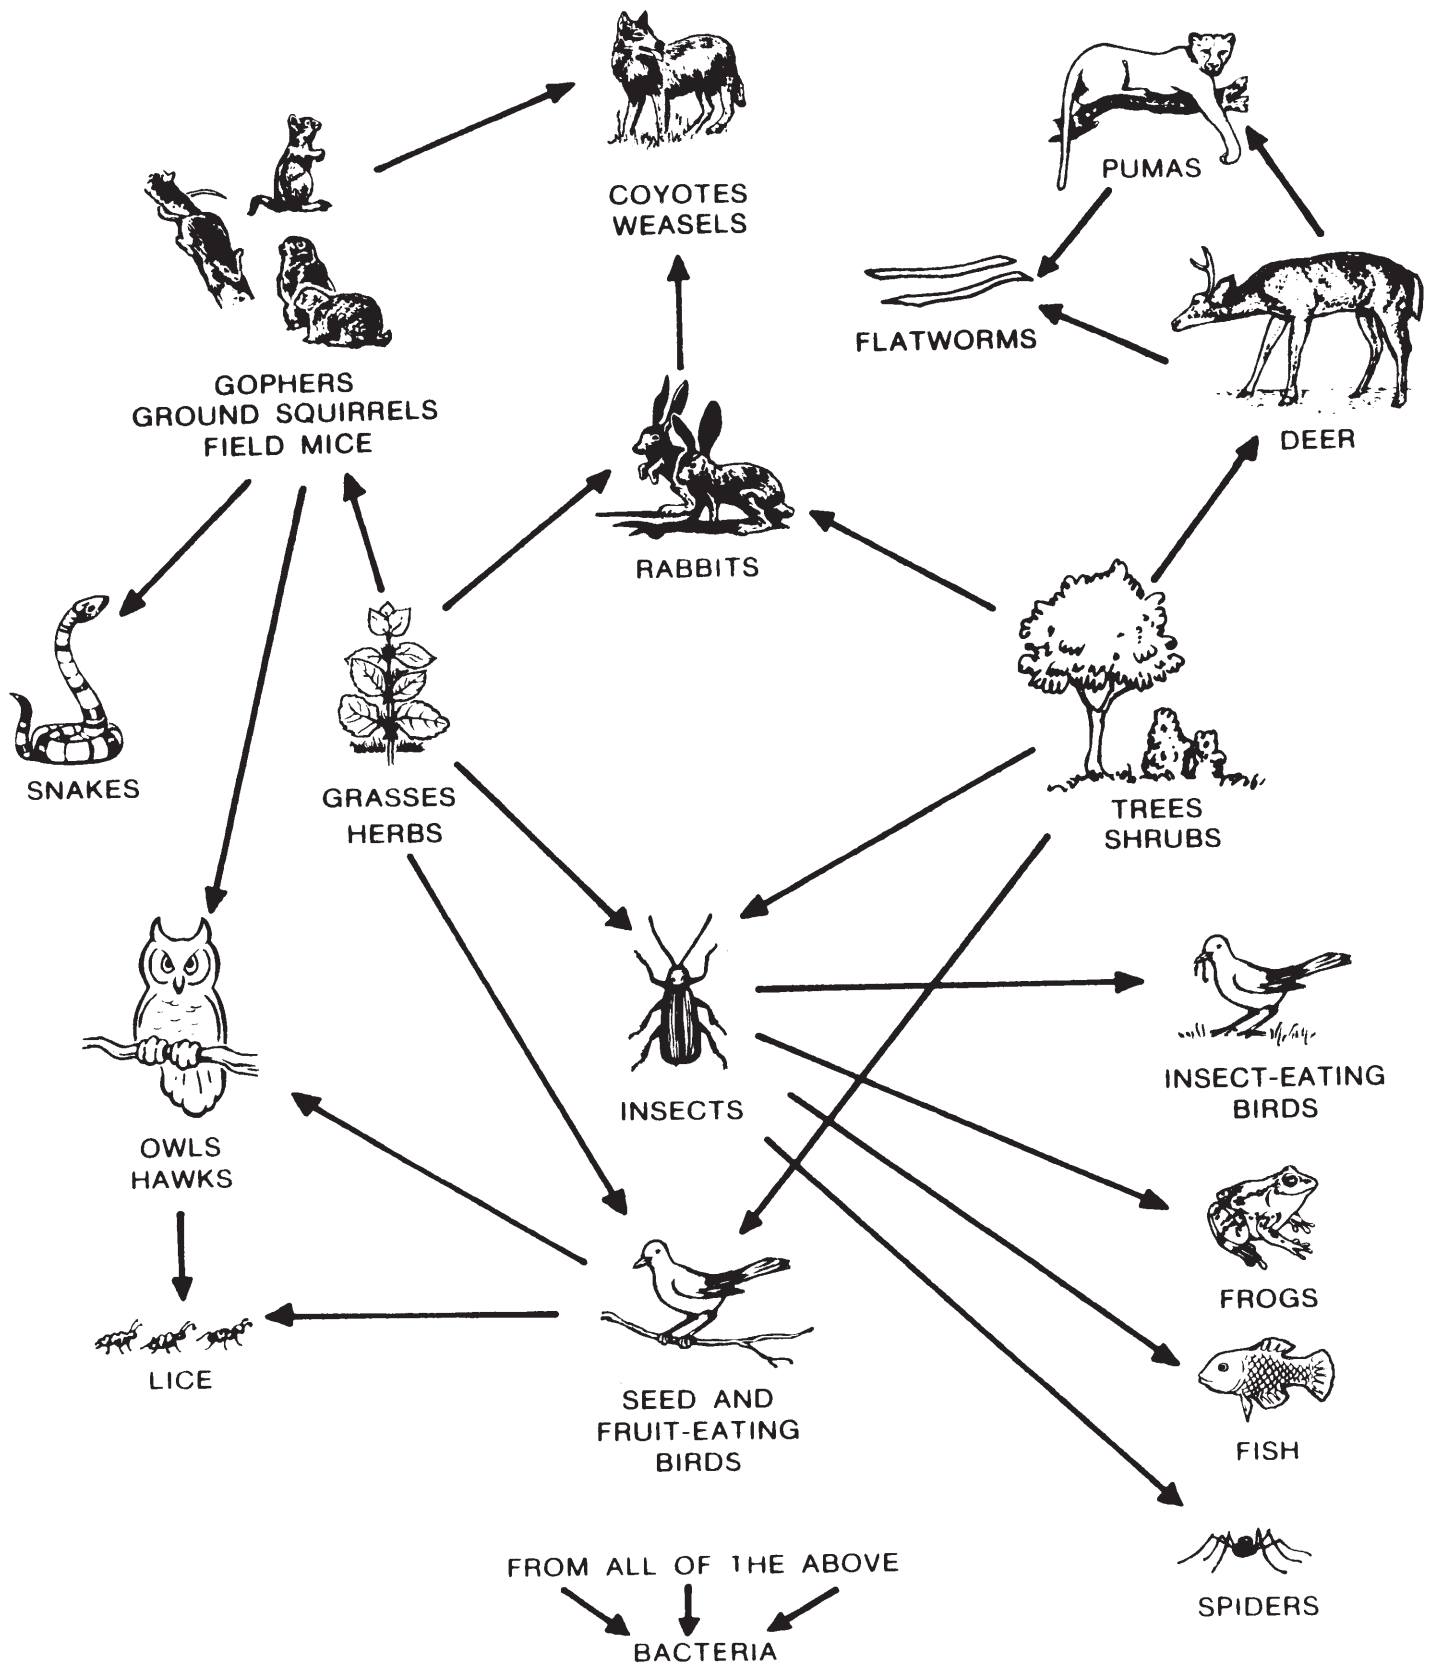 COYOTES
WEASELS
PUMAS
FLATWORMS
GOPHERS
GROUND SQUIRRELS
FIELD MICE
DEER
RABBITS
SNAKES
GRASSES
HERBS
TREES
SHRUBS
INSECTS
INSECT-EATING
BIRDS
OWLS
HAWKS
FROGS
LICE
SEED AND
FRUIT-EATING
BIRDS
FISH
FROM ALL OF THE ABOVE
SPIDERS
BACTERIA